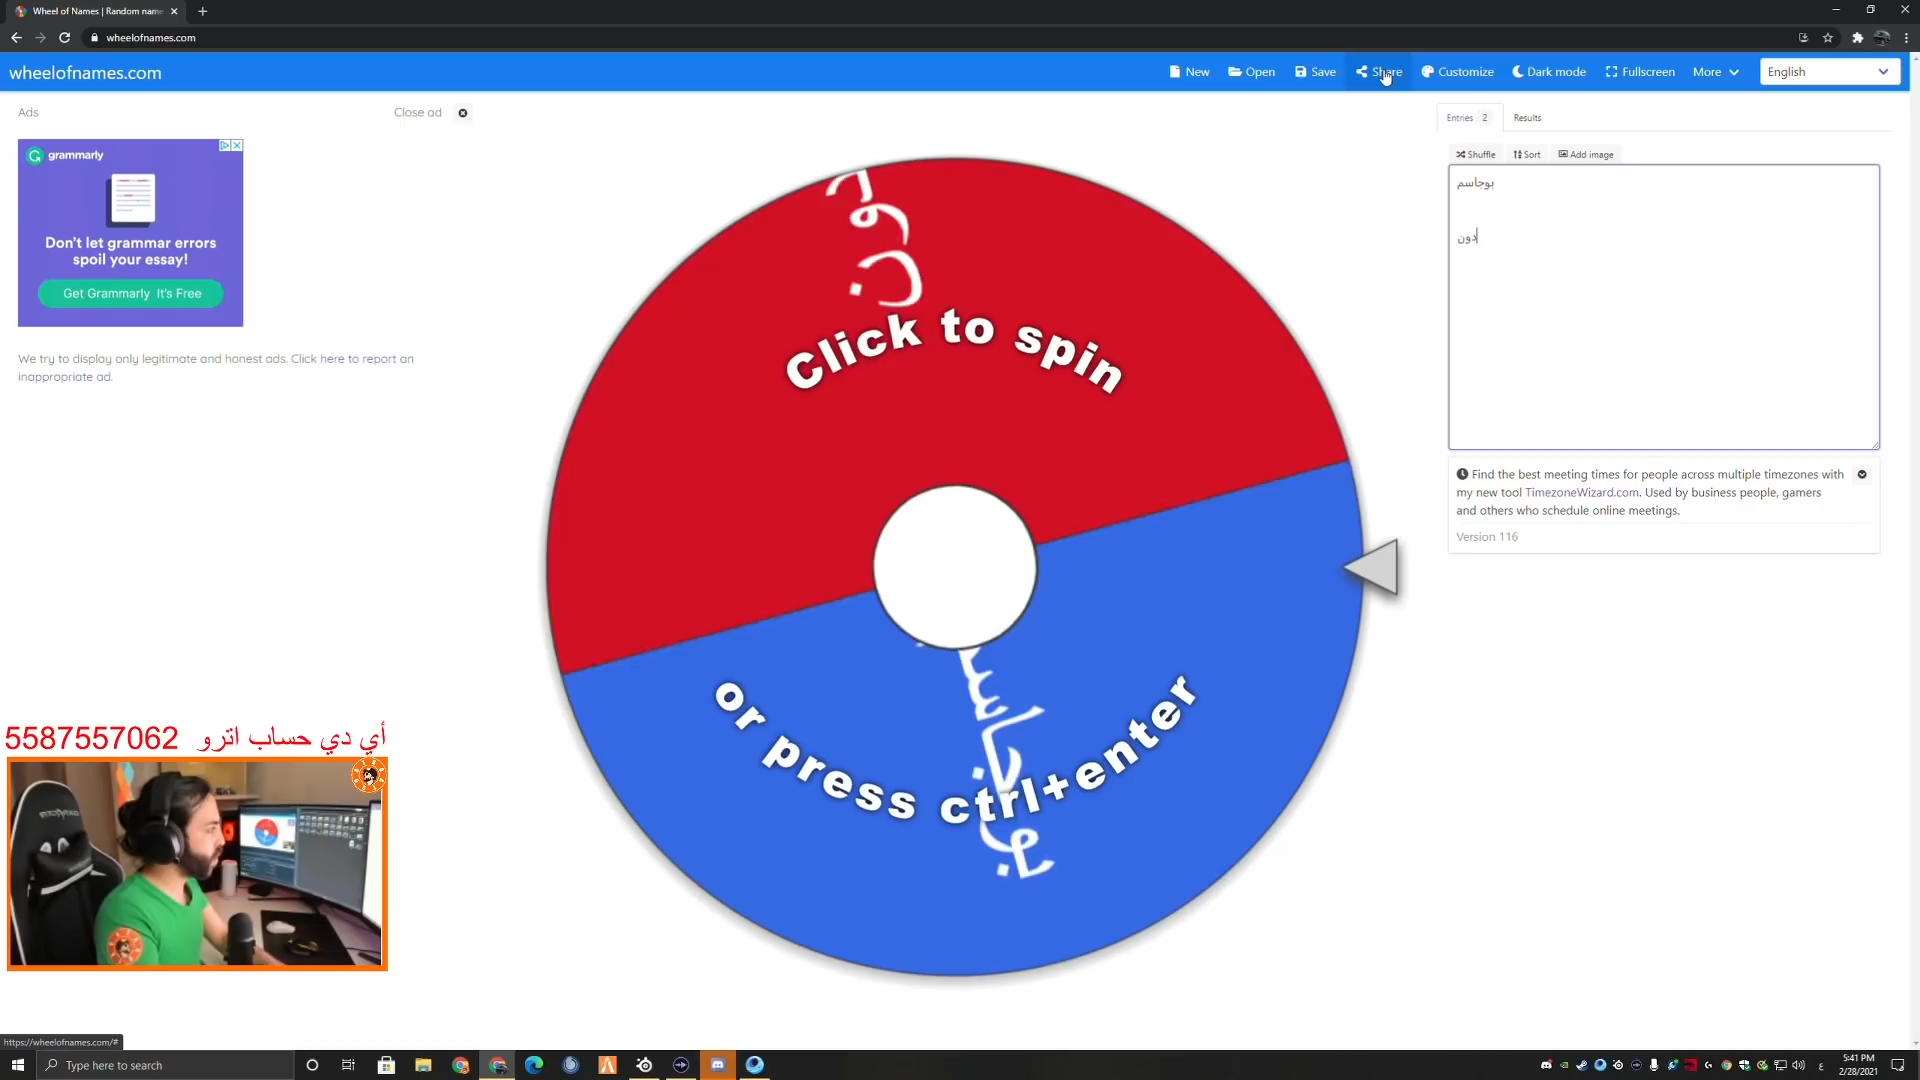 Wheel of Names | Random name
wheelofnames.com
wheelofnames.com
New
Open
Save
Share
Customize
Dark mode
Fullscreen
More
English
Ads
Close ad
grammarly
Don't let grammar errors
spoil your essay!
Get Grammarly It's Free
We try to display only legitimate and honest ads. Click here to report an
inappropriate ad.
دون
Click to spin
بوجاسم
or press ctrl+enter
Entries 2
Results
Shuffle
Sort
Add image
بوجاسم
دون
Find the best meeting times for people across multiple timezones with
my new tool TimezoneWizard.com. Used by business people, gamers
and others who schedule online meetings.
Version 116
أي دي حساب اترو 5587557062
https://wheelofnames.com/#
Type here to search
ع
5:41 PM
2/28/2021